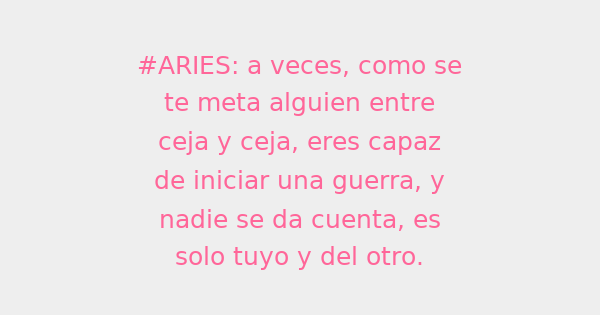 #ARIES: a veces, como se
te meta alguien entre
ceja y ceja, eres capaz
de iniciar una guerra, y
nadie se da cuenta, es
solo tuyo y del otro.